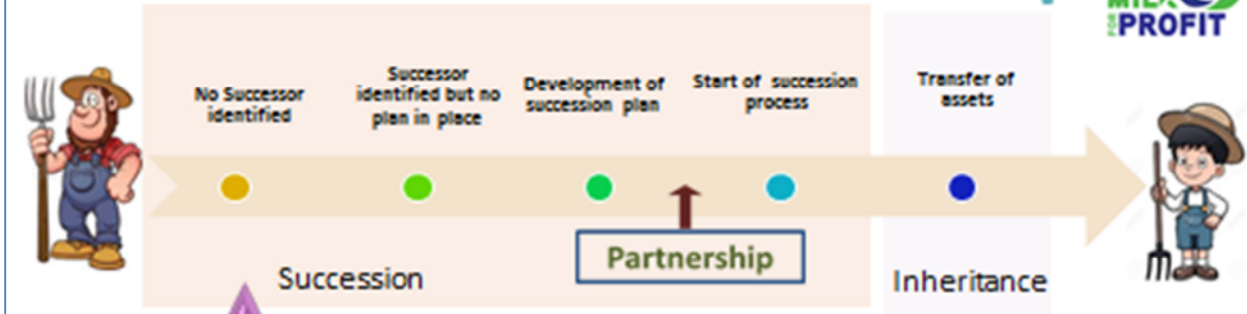 FOR PROFIT
No Successor
identified
Successor
identified but no
plan in place
Development of
succession plan
Start of succession
process
Transfer of
assets
Partnership
Succession
Inheritance